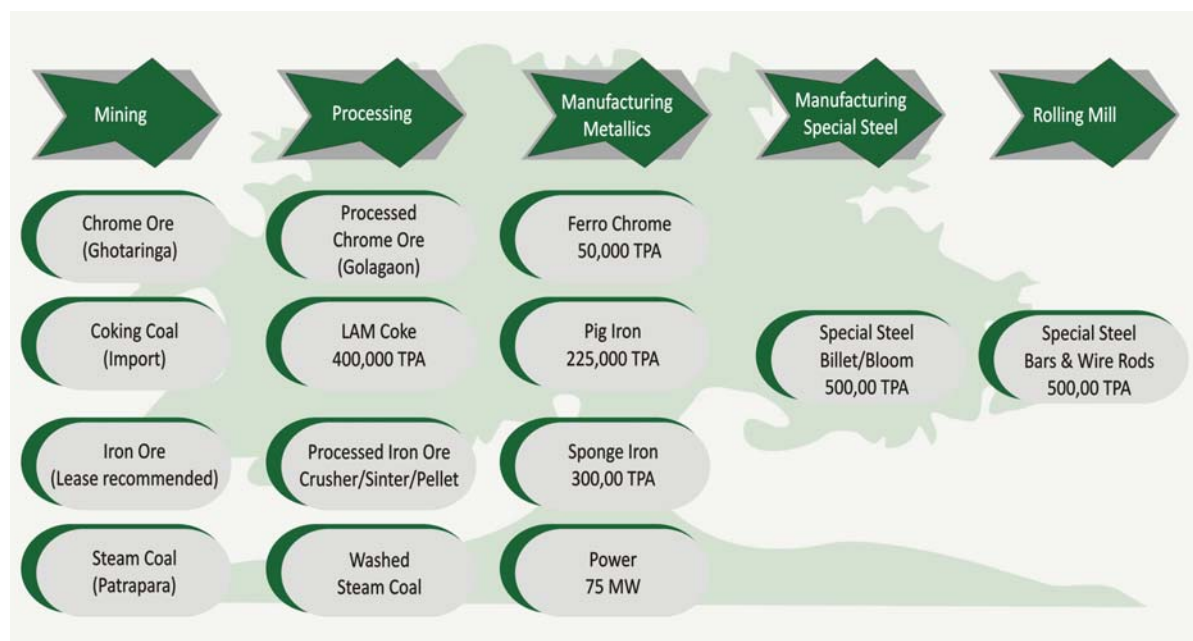 Mining
Processing
Manufacturing
Metallics
Manufacturing
Special Steel
Rolling Mill
Chrome Ore
(Ghotaringa)
Processed
Chrome Ore
(Golagaon)
Ferro Chrome
50,000 TPA
Coking Coal
(Import)
LAM Coke
400,000 TPA
Pig Iron
225,000 TPA
Special Steel
Billet/Bloom
500,00 TPA
Special Steel
Bars & Wire Rods
500,00 TPA
Iron Ore
(Lease recommended)
Processed Iron Ore
Crusher/Sinter/Pellet
Sponge Iron
300,00 TPA
Steam Coal
(Patrapara)
Washed
Steam Coal
Power
75 MW